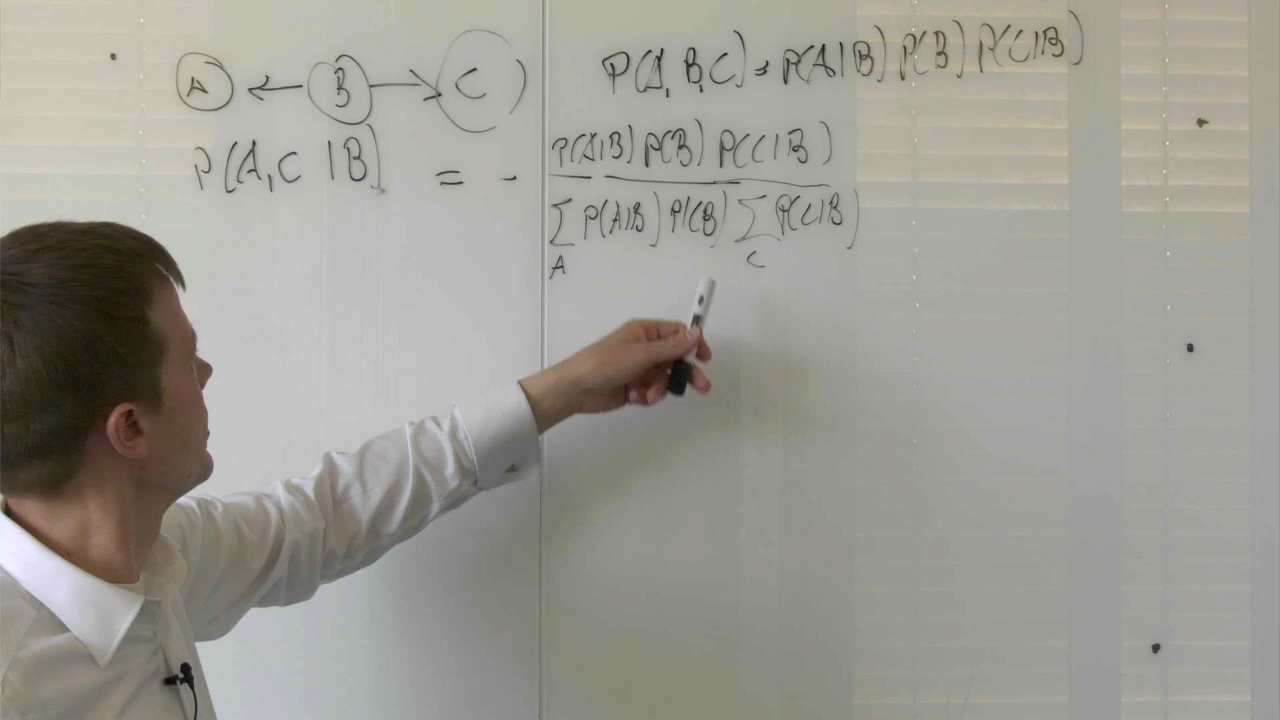 A ← B → C
P(A,B,C) = P(A|B) P(B) P(C|B)
P(A,C|B) = P(A|B) P(B) P(C|B)
∑ P(A|B) P(B) ∑ P(C|B)
A C